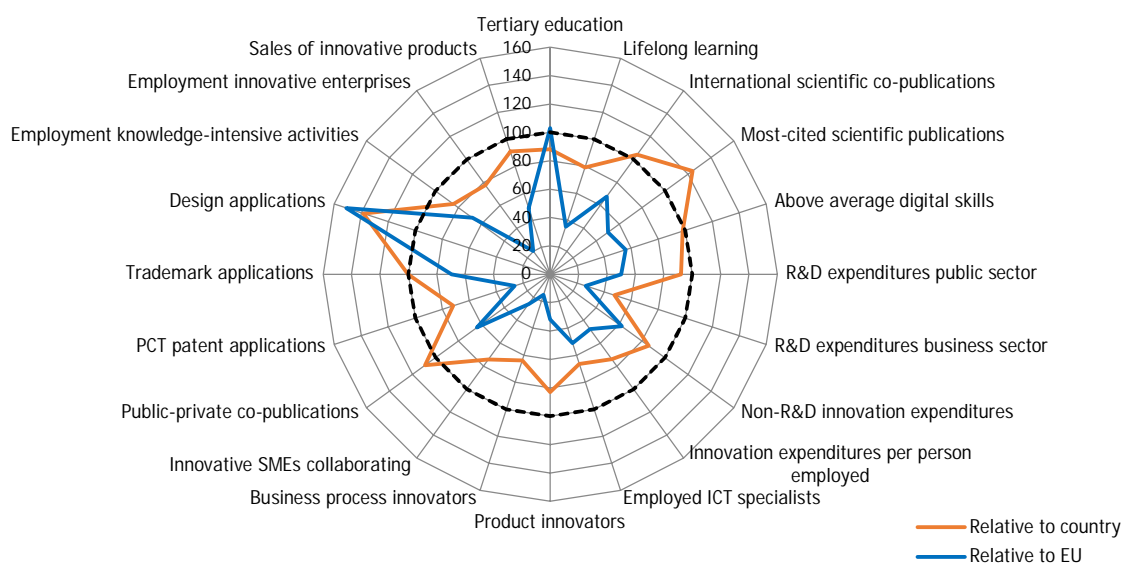 Tertiary education
Lifelong learning
International scientific co-publications
Most-cited scientific publications
Above average digital skills
R&D expenditures public sector
R&D expenditures business sector
Non-R&D innovation expenditures
Innovation expenditures per person
employed
Employed ICT specialists
Product innovators
Business process innovators
Innovative SMEs collaborating
Public-private co-publications
PCT patent applications
Trademark applications
Design applications
Employment knowledge-intensive activities
Employment innovative enterprises
Sales of innovative products
160
140
120
100
80
60
40
20
0
Relative to country
Relative to EU